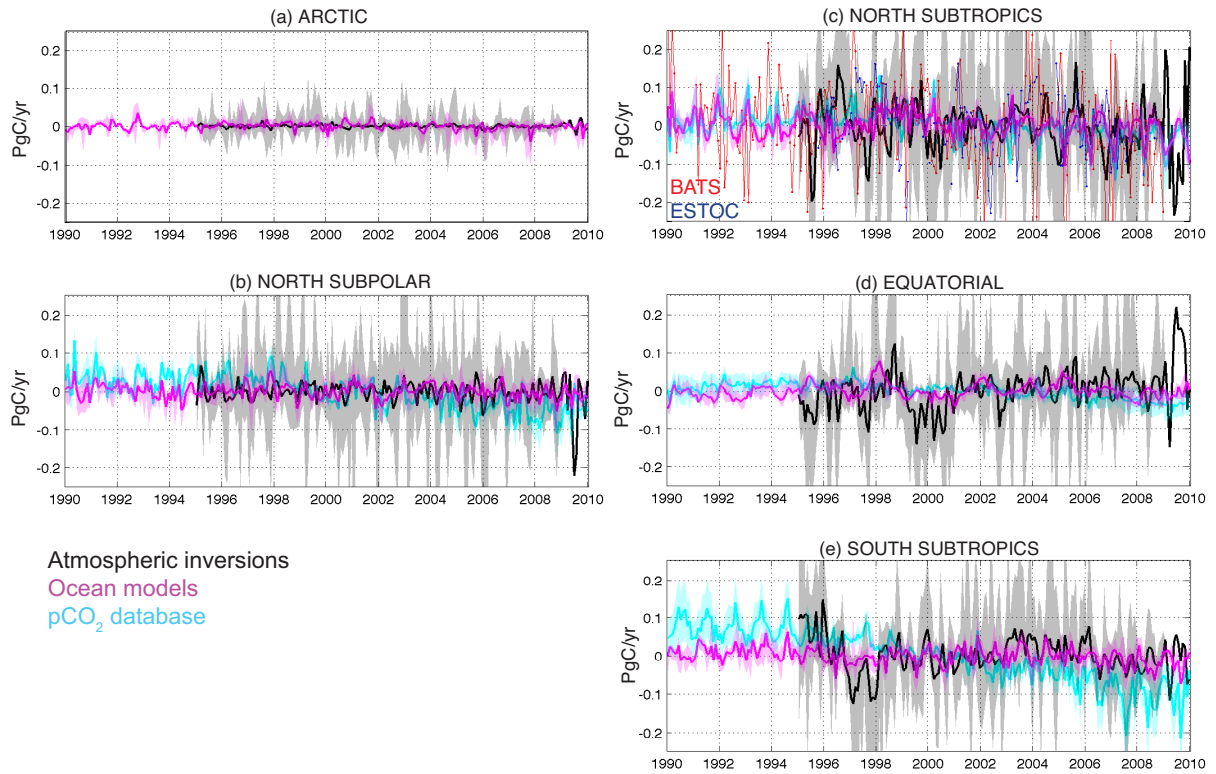 (a) ARCTIC
PgC/yr
0.2
0.1
0
-0.1
-0.2
1990 1992 1994 1996 1998 2000 2002 2004 2006 2008 2010
(b) NORTH SUBPOLAR
PgC/yr
0.2
0.1
0
-0.1
-0.2
1990 1992 1994 1996 1998 2000 2002 2004 2006 2008 2010
Atmospheric inversions
Ocean models
pCO₂ database
(c) NORTH SUBTROPICS
PgC/yr
0.2
0.1
0
-0.1
-0.2
BATS
ESTOC
1990 1992 1994 1996 1998 2000 2002 2004 2006 2008 2010
(d) EQUATORIAL
PgC/yr
0.2
0.1
0
-0.1
-0.2
1990 1992 1994 1996 1998 2000 2002 2004 2006 2008 2010
(e) SOUTH SUBTROPICS
PgC/yr
0.2
0.1
0
-0.1
-0.2
1990 1992 1994 1996 1998 2000 2002 2004 2006 2008 2010